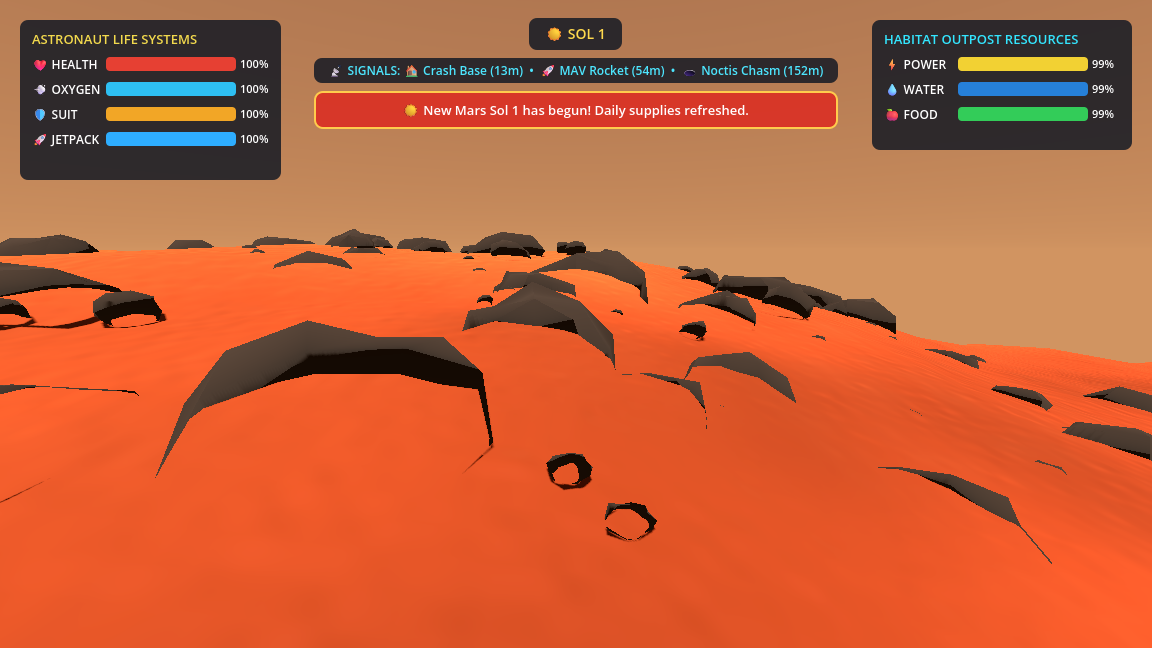 ASTRONAUT LIFE SYSTEMS
HEALTH 100%
OXYGEN 100%
SUIT 100%
JETPACK 100%
SOL 1
SIGNALS: Crash Base (13m) • MAV Rocket (54m) • Noctis Chasm (152m)
New Mars Sol 1 has begun! Daily supplies refreshed.
HABITAT OUTPOST RESOURCES
POWER 99%
WATER 99%
FOOD 99%